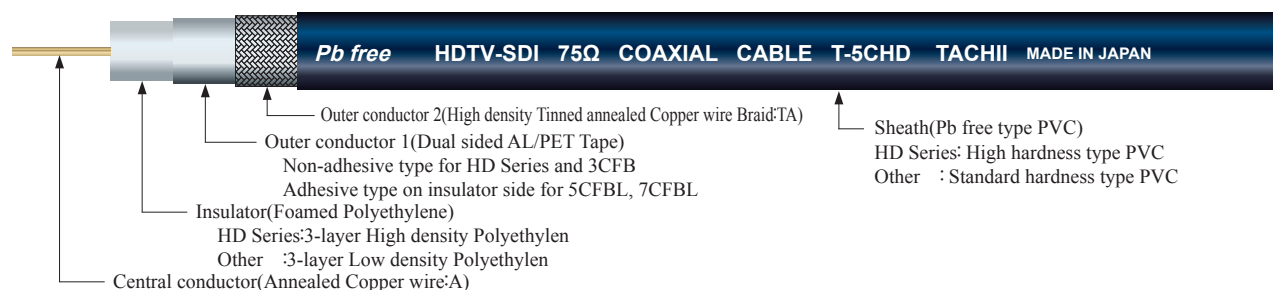 Pb free HDTV-SDI 75Ω COAXIAL CABLE T-5CHD TACHII MADE IN JAPAN
Outer conductor 2(High density Tinned annealed Copper wire Braid:TA)
Outer conductor 1(Dual sided AL/PET Tape)
Non-adhesive type for HD Series and 3CFB
Adhesive type on insulator side for 5CFBL, 7CFBL
Insulator(Foamed Polyethylene)
HD Series:3-layer High density Polyethylen
Other :3-layer Low density Polyethylen
Central conductor(Annealed Copper wire:A)
Sheath(Pb free type PVC)
HD Series: High hardness type PVC
Other : Standard hardness type PVC